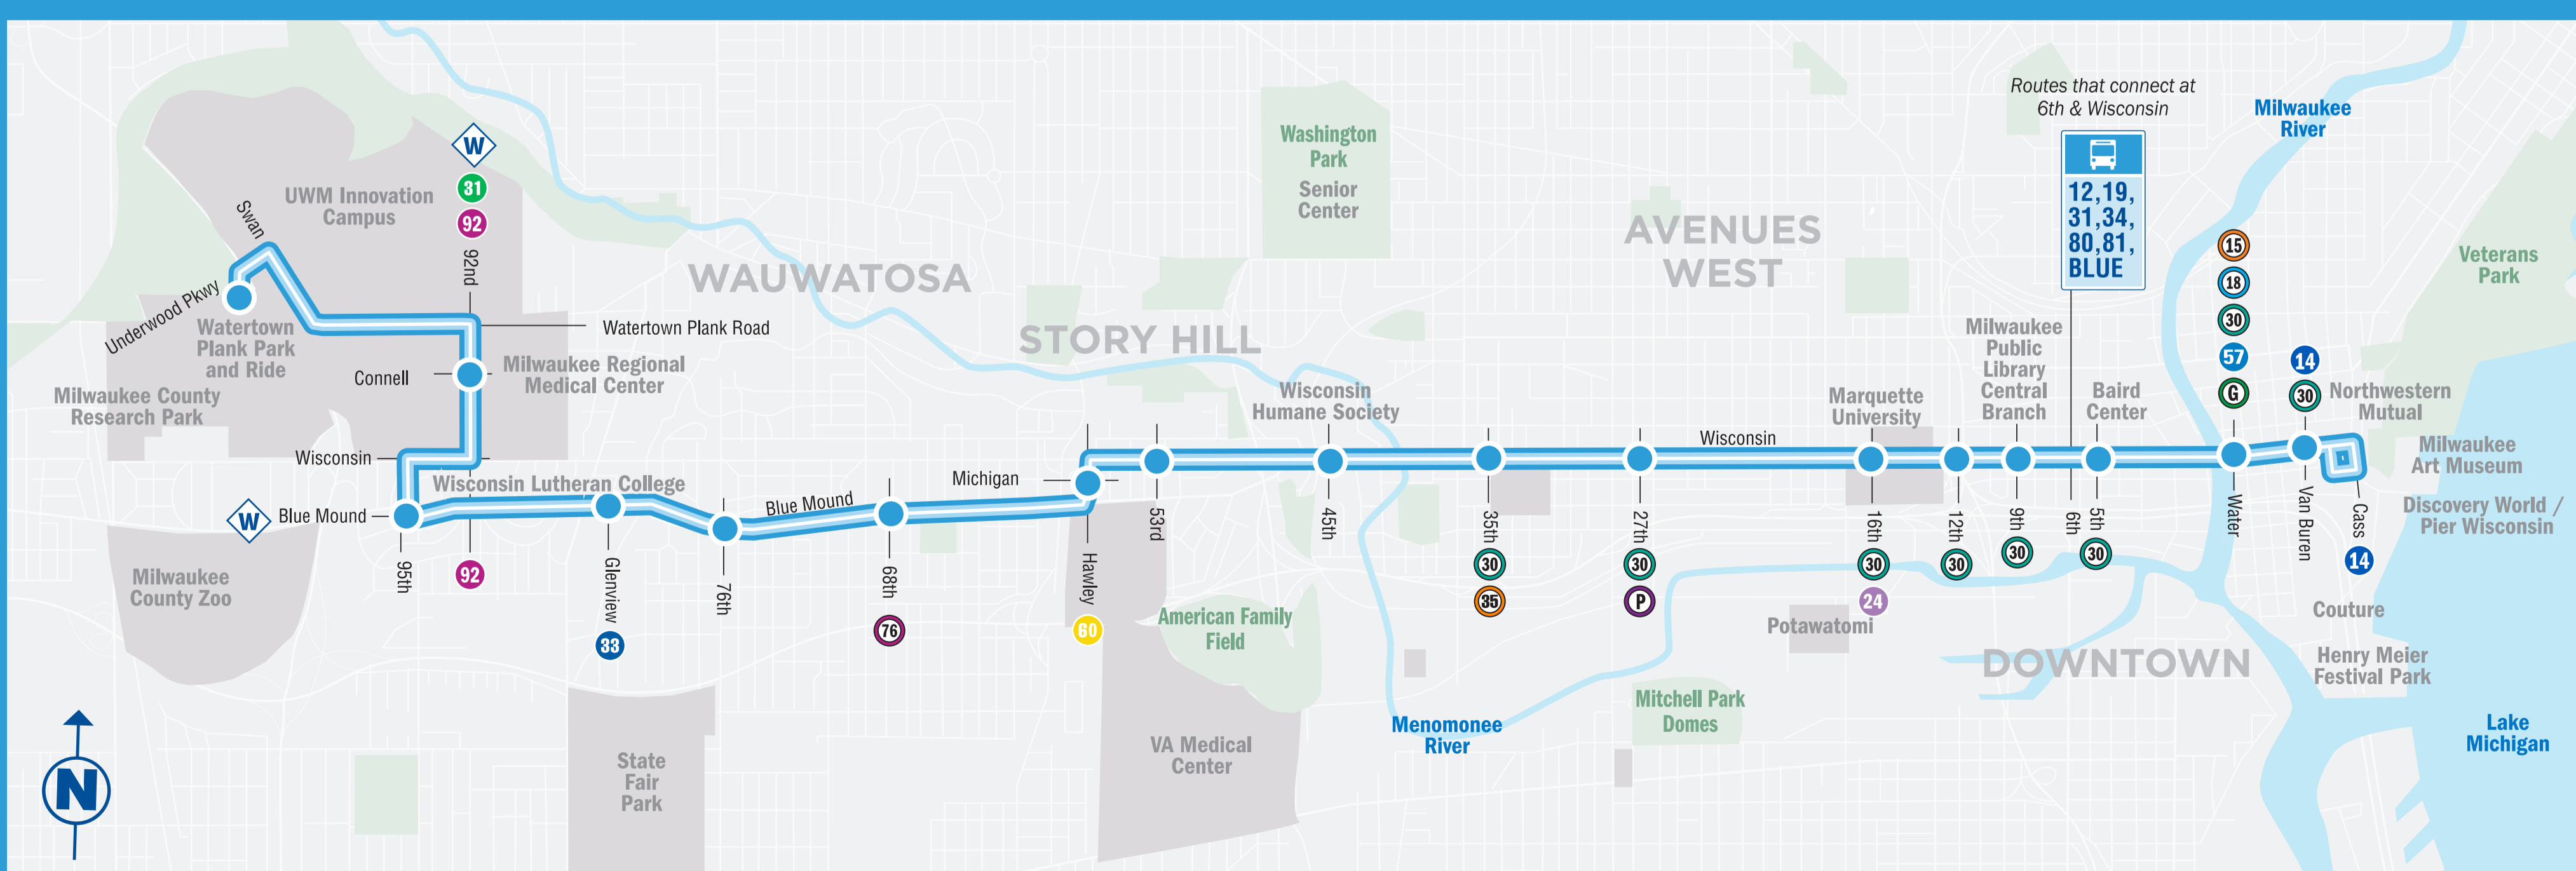 Routes that connect at
6th & Wisconsin
12,19,
31,34,
80,81,
BLUE
Milwaukee
River
W
31
92
92nd
UWM Innovation
Campus
Swan
Underwood Pkwy
Watertown
Plank Park
and Ride
Milwaukee County
Research Park
Watertown Plank Road
Connell
Milwaukee Regional
Medical Center
Wisconsin
Wisconsin Lutheran College
W
Blue Mound
95th
92
Milwaukee
County Zoo
Glenview
33
76th
Blue Mound
68th
76
WAUWATOSA
STORY HILL
Michigan
Hawley
60
53rd
Washington
Park
Senior
Center
Wisconsin
Humane Society
45th
American Family
Field
VA Medical
Center
State
Fair
Park
N
35th
30
35
27th
30
P
Wisconsin
AVENUES
WEST
Menomonee
River
Mitchell Park
Domes
Marquette
University
16th
30
24
Potawatomi
12th
30
Milwaukee
Public
Library
Central
Branch
9th
30
6th
Baird
Center
5th
30
DOWNTOWN
15
18
30
57
G
Water
14
30
Van Buren
Cass
14
Northwestern
Mutual
Veterans
Park
Milwaukee
Art Museum
Discovery World /
Pier Wisconsin
Couture
Henry Meier
Festival Park
Lake
Michigan